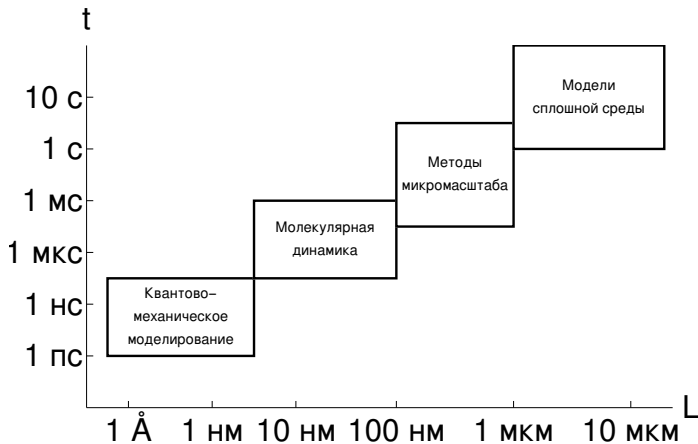 t
10 с
Модели
сплошной среды
1 с
Методы
микромасштаба
1 мс
Молекулярная
динамика
1 мкс
Квантово-
механическое
моделирование
1 нс
1 пс
L
1 Å 1 нм 10 нм 100 нм 1 мкм 10 мкм